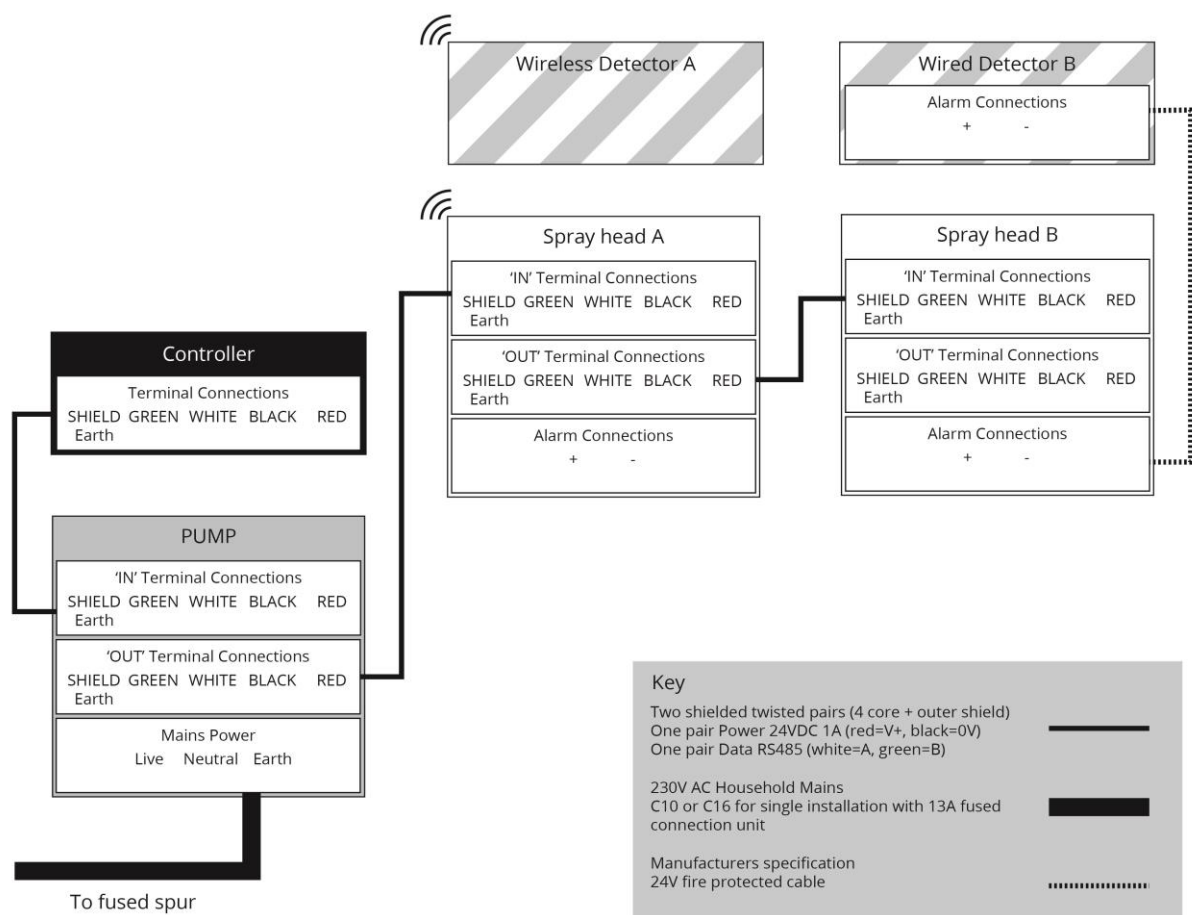 Wireless Detector A
Wired Detector B
Alarm Connections
+ -
Spray head A
'IN' Terminal Connections
SHIELD GREEN WHITE BLACK RED
Earth
'OUT' Terminal Connections
SHIELD GREEN WHITE BLACK RED
Earth
Alarm Connections
+ -
Spray head B
'IN' Terminal Connections
SHIELD GREEN WHITE BLACK RED
Earth
'OUT' Terminal Connections
SHIELD GREEN WHITE BLACK RED
Earth
Alarm Connections
+ -
Controller
Terminal Connections
SHIELD GREEN WHITE BLACK RED
Earth
PUMP
'IN' Terminal Connections
SHIELD GREEN WHITE BLACK RED
Earth
'OUT' Terminal Connections
SHIELD GREEN WHITE BLACK RED
Earth
Mains Power
Live Neutral Earth
To fused spur
Key
Two shielded twisted pairs (4 core + outer shield)
One pair Power 24VDC 1A (red=V+, black=0V)
One pair Data RS485 (white=A, green=B)
230V AC Household Mains
C10 or C16 for single installation with 13A fused
connection unit
Manufacturers specification
24V fire protected cable